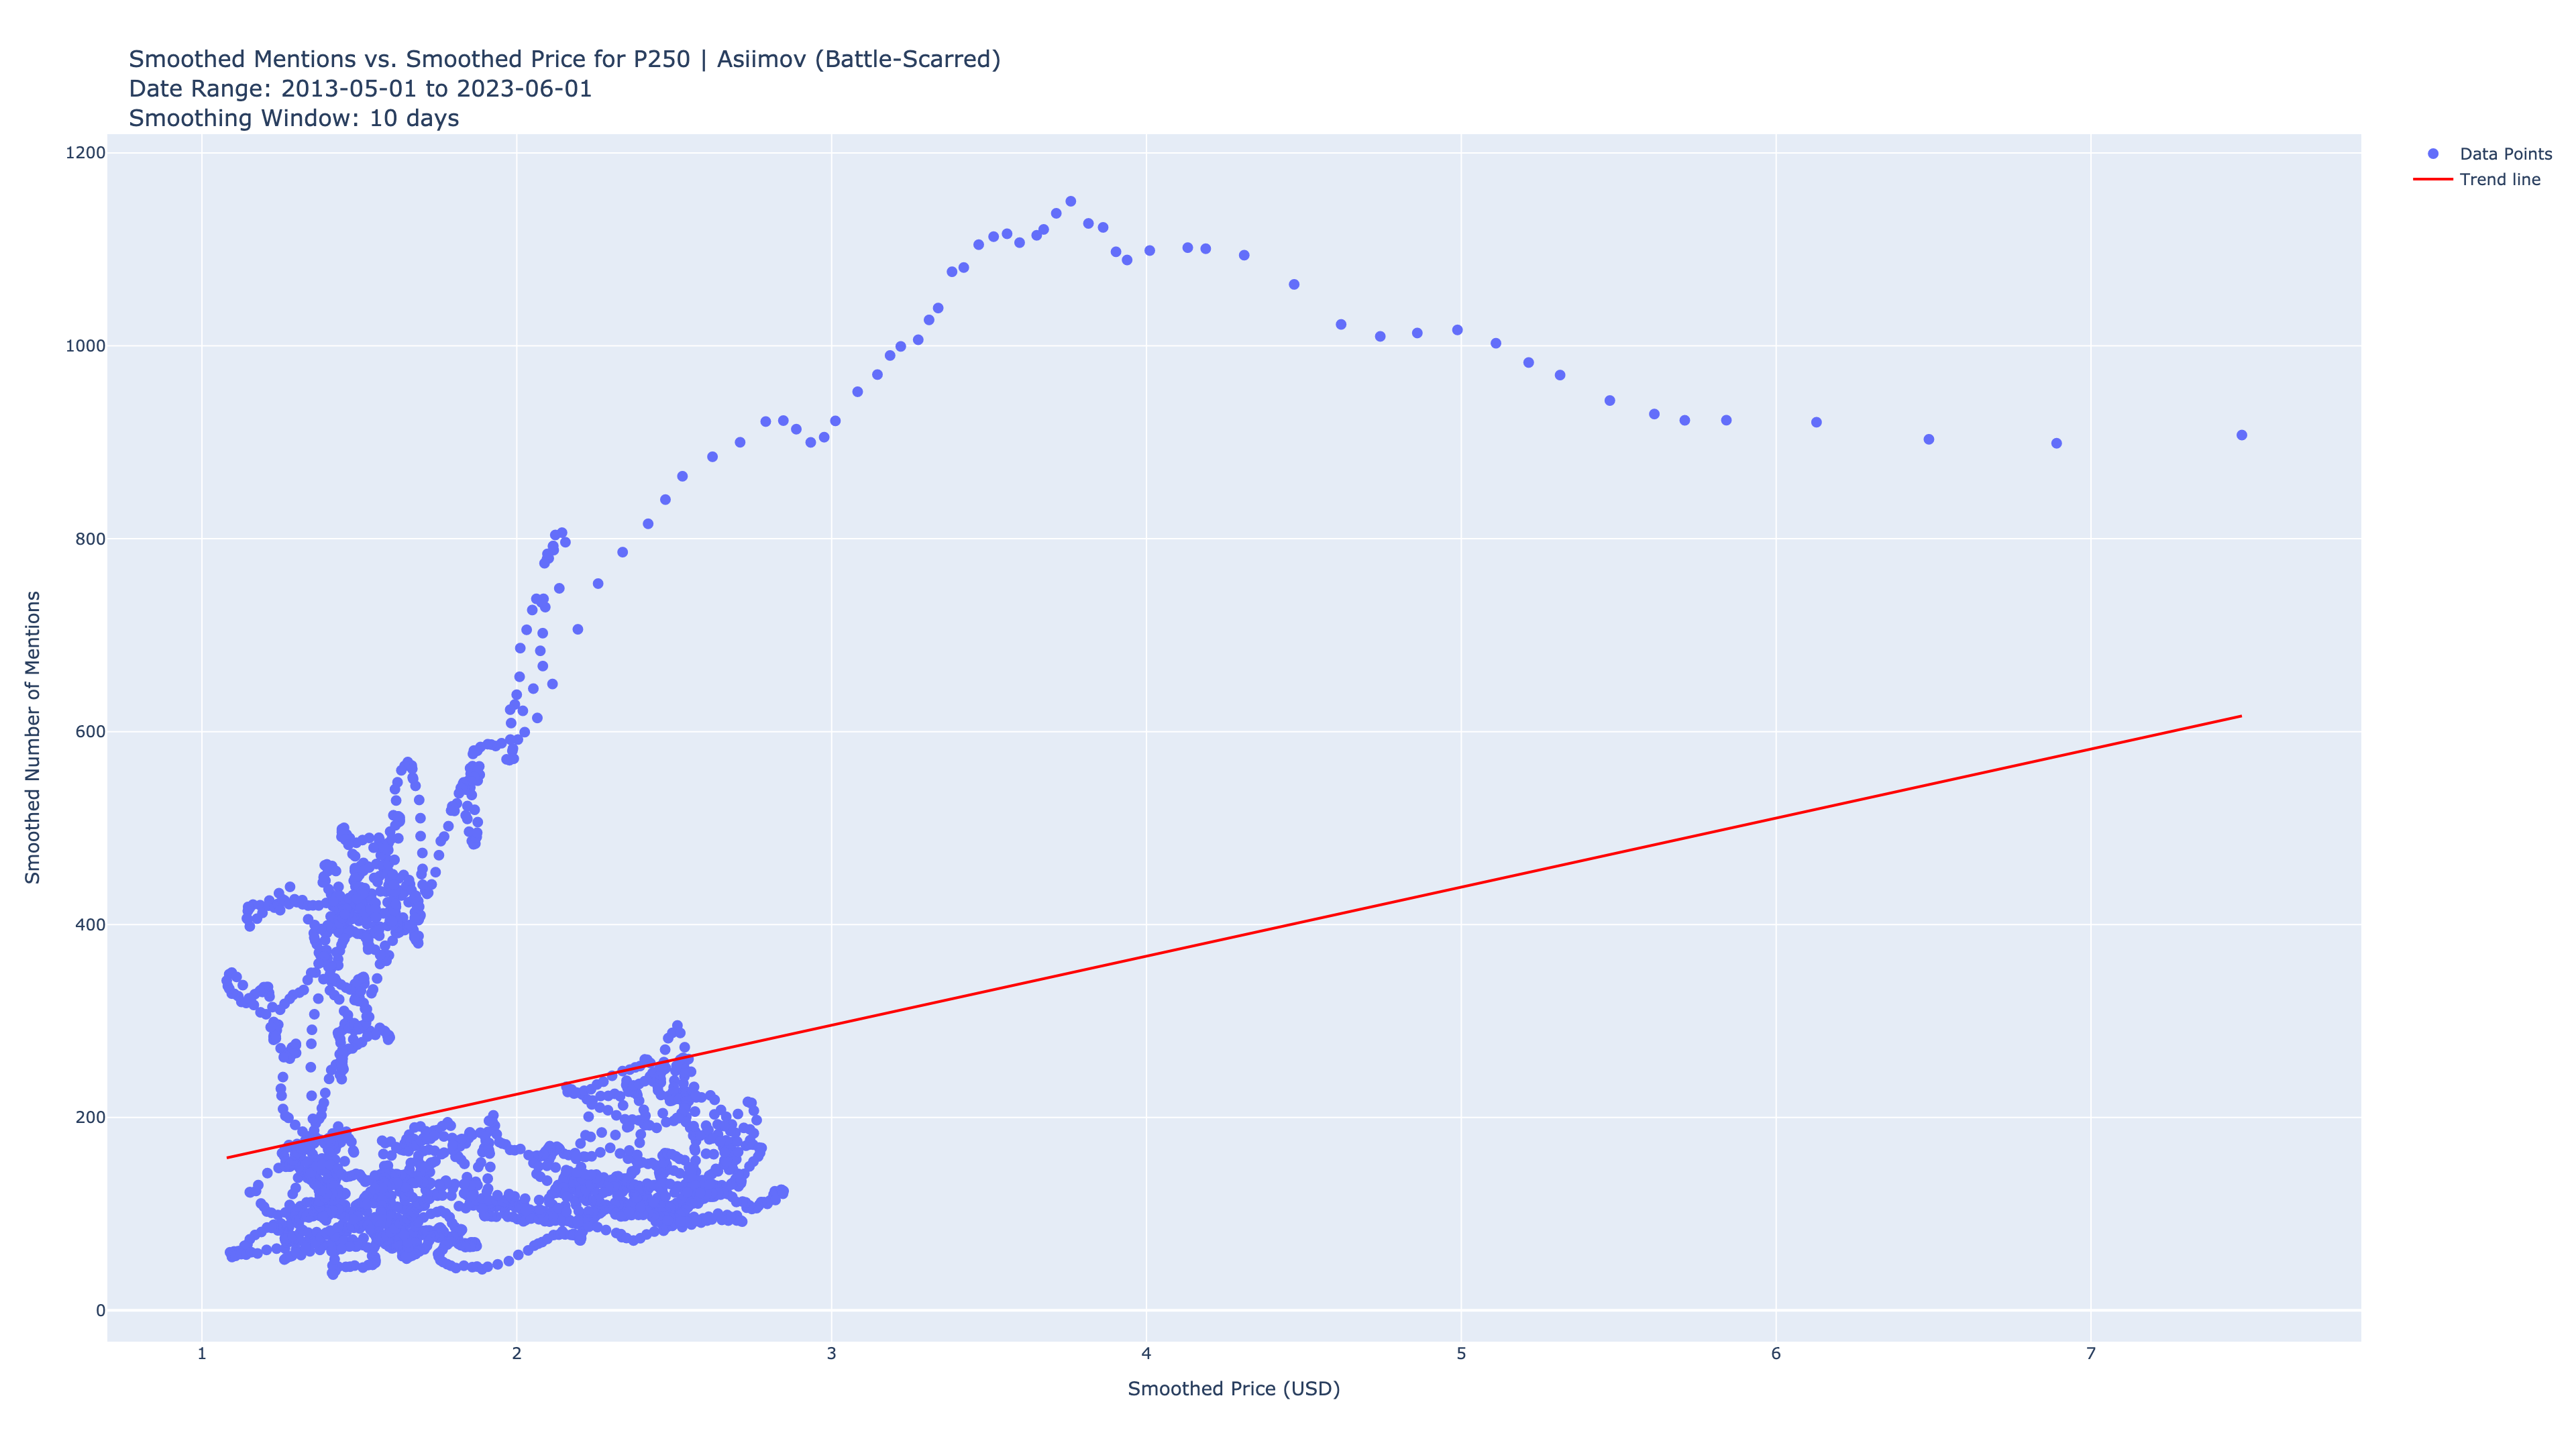 Smoothed Mentions vs. Smoothed Price for P250 | Asiimov (Battle-Scarred)
Date Range: 2013-05-01 to 2023-06-01
Smoothing Window: 10 days
Data Points
Trend line
Smoothed Number of Mentions
1200
1000
800
600
400
200
0
1 2 3 4 5 6 7
Smoothed Price (USD)